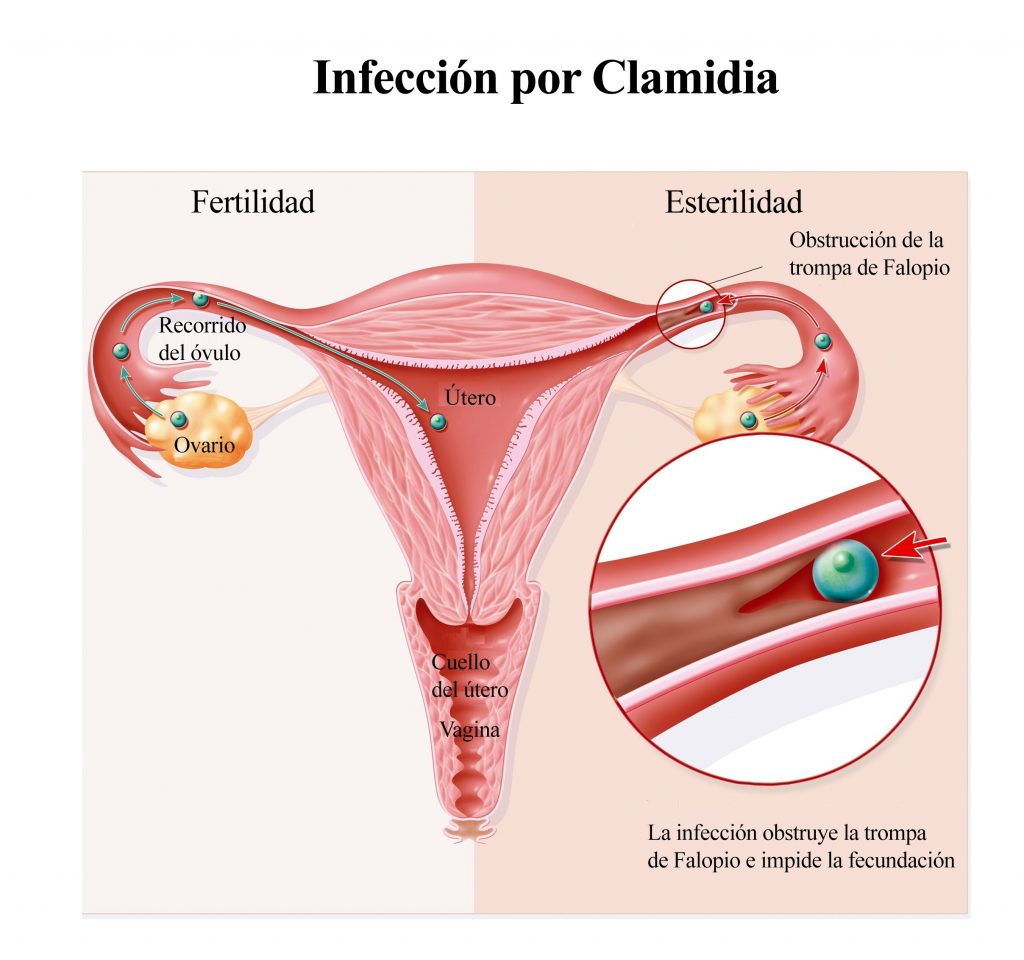 Infección por Clamidia
Fertilidad
Esterilidad
Obstrucción de la
trompa de Falopio
Recorrido
del óvulo
Útero
Ovario
Cuello
del útero
Vagina
La infección obstruye la trompa
de Falopio e impide la fecundación